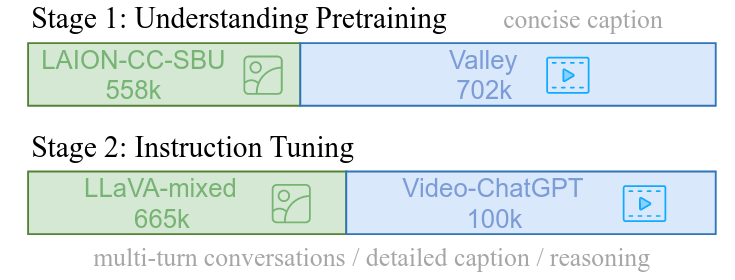 Stage 1: Understanding Pretraining
concise caption
LAION-CC-SBU
558k
Valley
702k
Stage 2: Instruction Tuning
LLaVA-mixed
665k
Video-ChatGPT
100k
multi-turn conversations / detailed caption / reasoning